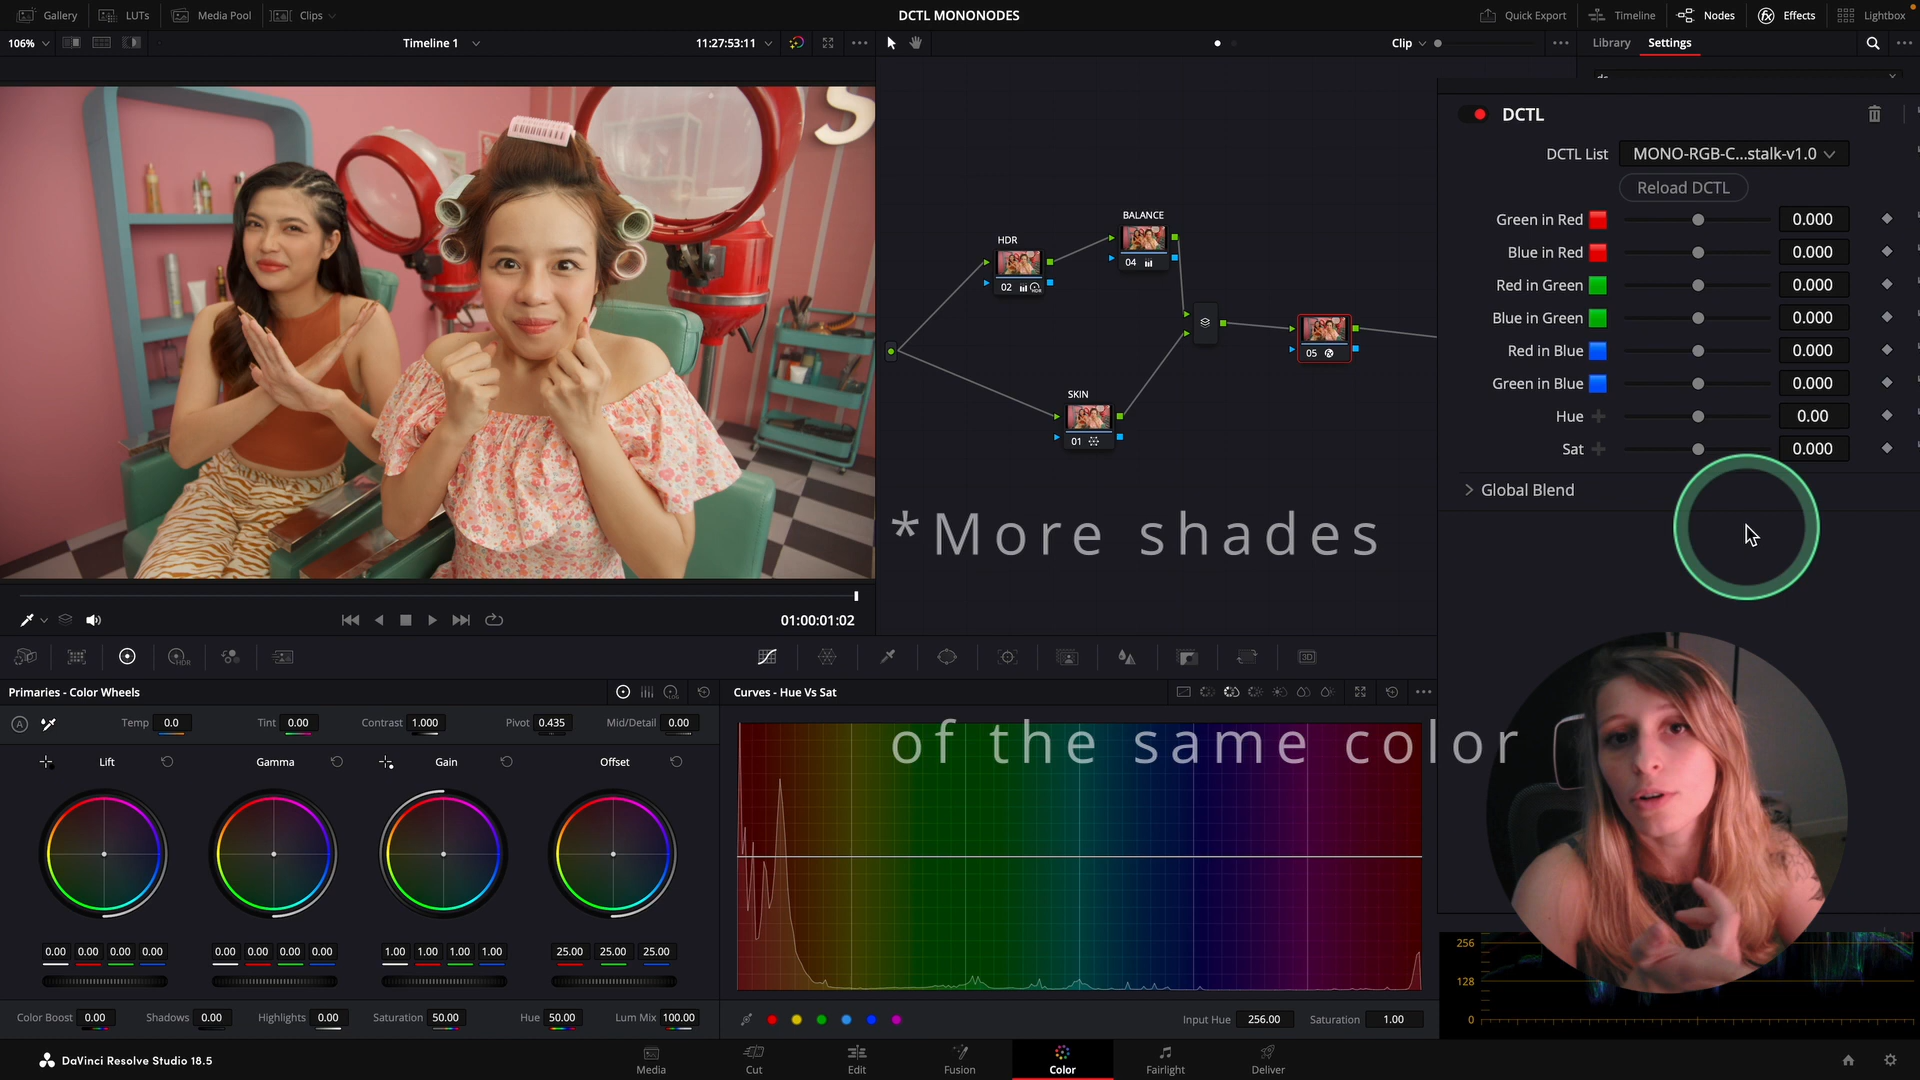 Gallery LUTs Media Pool Clips DCTL MONONODES Quick Export Timeline Nodes Effects Lightbox
106% Timeline 1 11:27:53:11 Clip Library Settings
S
DCTL
DCTL List MONO-RGB-C...stalk-v1.0
Reload DCTL
Green in Red 0.000
Blue in Red 0.000
Red in Green 0.000
Blue in Green 0.000
Red in Blue 0.000
Green in Blue 0.000
Hue 0.00
Sat 0.000
Global Blend
BALANCE
04
HDR
02
HDR
05
SKIN
01
*More shades
of the same color
01:00:01:02
HDR
3D
Primaries - Color Wheels
LOG
Curves - Hue Vs Sat
A Temp 0.0 Tint 0.00 Contrast 1.000 Pivot 0.435 Mid/Detail 0.00
Lift Gamma Gain Offset
0.00 0.00 0.00 0.00 0.00 0.00 0.00 0.00 1.00 1.00 1.00 1.00 25.00 25.00 25.00
Color Boost 0.00 Shadows 0.00 Highlights 0.00 Saturation 50.00 Hue 50.00 Lum Mix 100.00
Input Hue 256.00 Saturation 1.00
256
128
0
DaVinci Resolve Studio 18.5
Media Cut Edit Fusion Color Fairlight Deliver